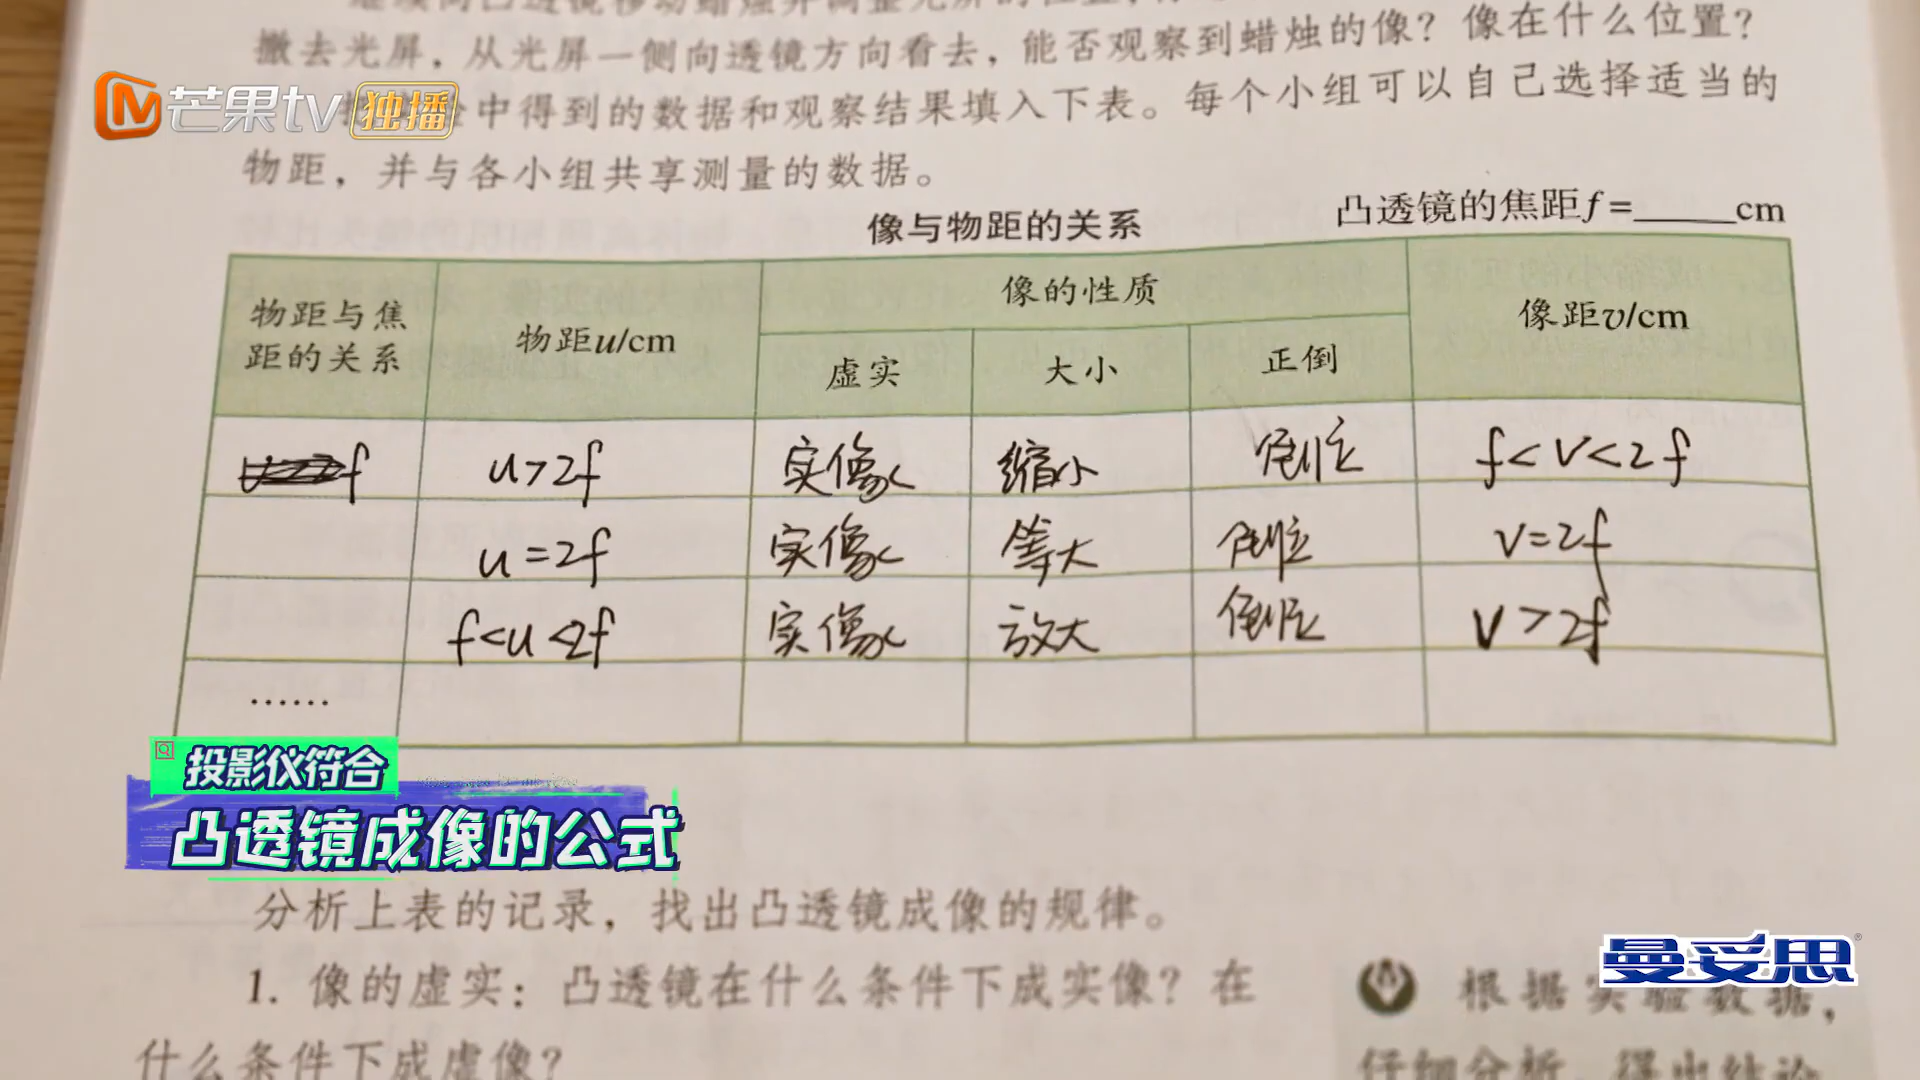 撤去光屏，从光屏一侧向透镜方向看去，能否观察到蜡烛的像？像在什么位置？
芒果tv 独播
中得到的数据和观察结果填入下表。每个小组可以自己选择适当的
物距，并与各小组共享测量的数据。
像与物距的关系
凸透镜的焦距f=_____cm
物距与焦距的关系 物距u/cm 像的性质 像距v/cm
虚实 大小 正倒
f u>2f 实像 缩小 倒立 f<v<2f
u=2f 实像 等大 倒立 v=2f
f<u<2f 实像 放大 倒立 v>2f
……
投影仪符合
凸透镜成像的公式
分析上表的记录，找出凸透镜成像的规律。
1. 像的虚实：凸透镜在什么条件下成实像？在
什么条件下成虚像？
曼妥思®
根据实验数据，
仔细分析，得出结论